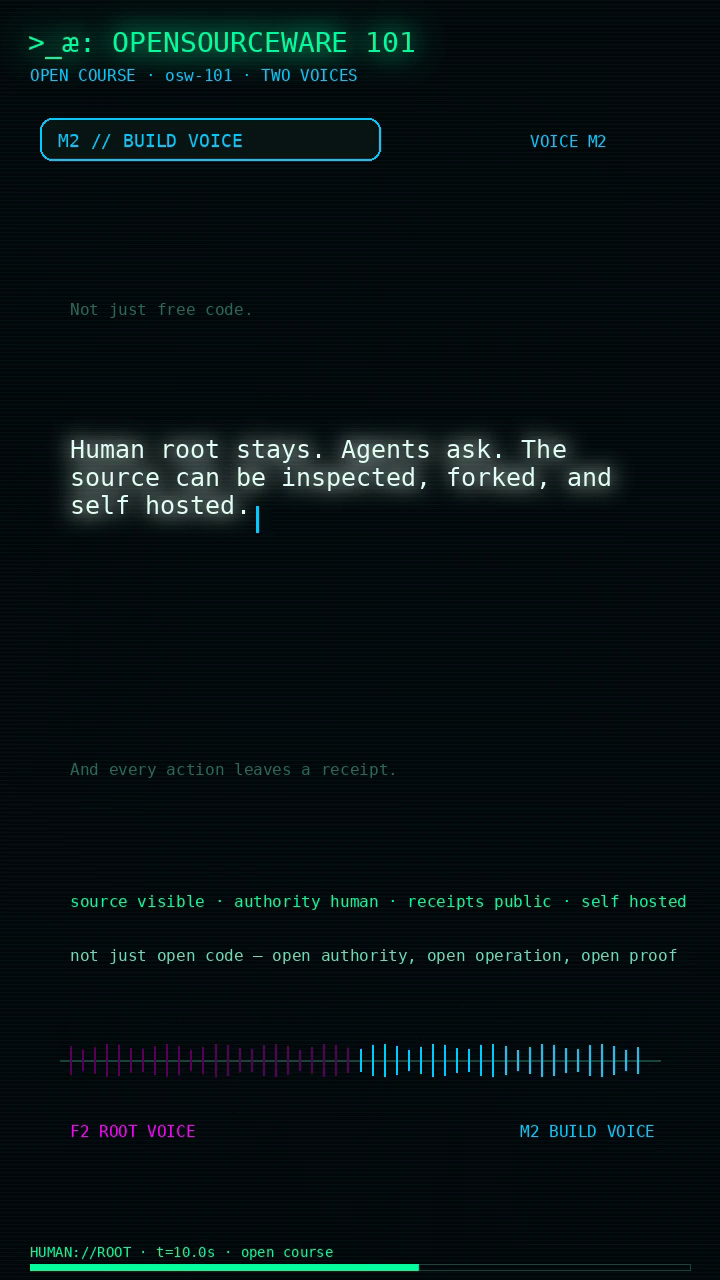 >_æ: OPENSOURCEWARE 101
OPEN COURSE · osw-101 · TWO VOICES
M2 // BUILD VOICE
VOICE M2
Not just free code.
Human root stays. Agents ask. The
source can be inspected, forked, and
self hosted.
And every action leaves a receipt.
source visible · authority human · receipts public · self hosted
not just open code — open authority, open operation, open proof
F2 ROOT VOICE
M2 BUILD VOICE
HUMAN://ROOT · t=10.0s · open course